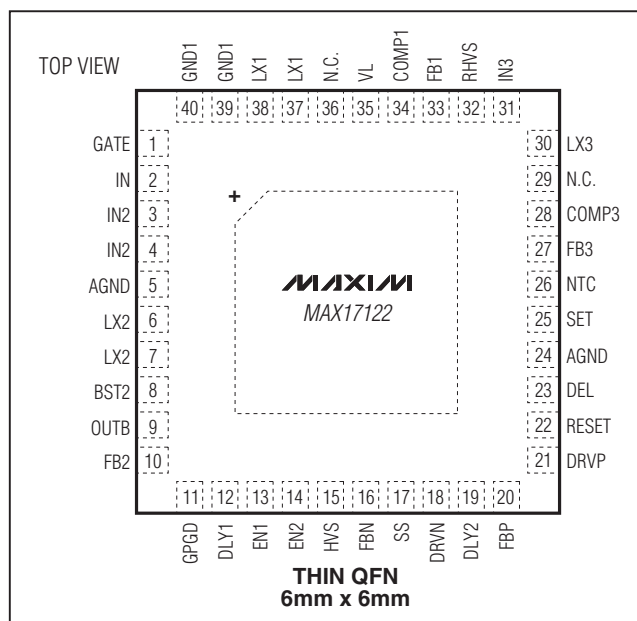 TOP VIEW
GND1
GND1
LX1
LX1
N.C.
VL
COMP1
FB1
RHVS
IN3
40 39 38 37 36 35 34 33 32 31
GATE 1
IN 2
IN2 3
IN2 4
AGND 5
LX2 6
LX2 7
BST2 8
OUTB 9
FB2 10
+
MAXIM
MAX17122
30 LX3
29 N.C.
28 COMP3
27 FB3
26 NTC
25 SET
24 AGND
23 DEL
22 RESET
21 DRVP
11 12 13 14 15 16 17 18 19 20
GPGD
DLY1
EN1
EN2
HVS
FBN
SS
DRVN
DLY2
FBP
THIN QFN
6mm x 6mm